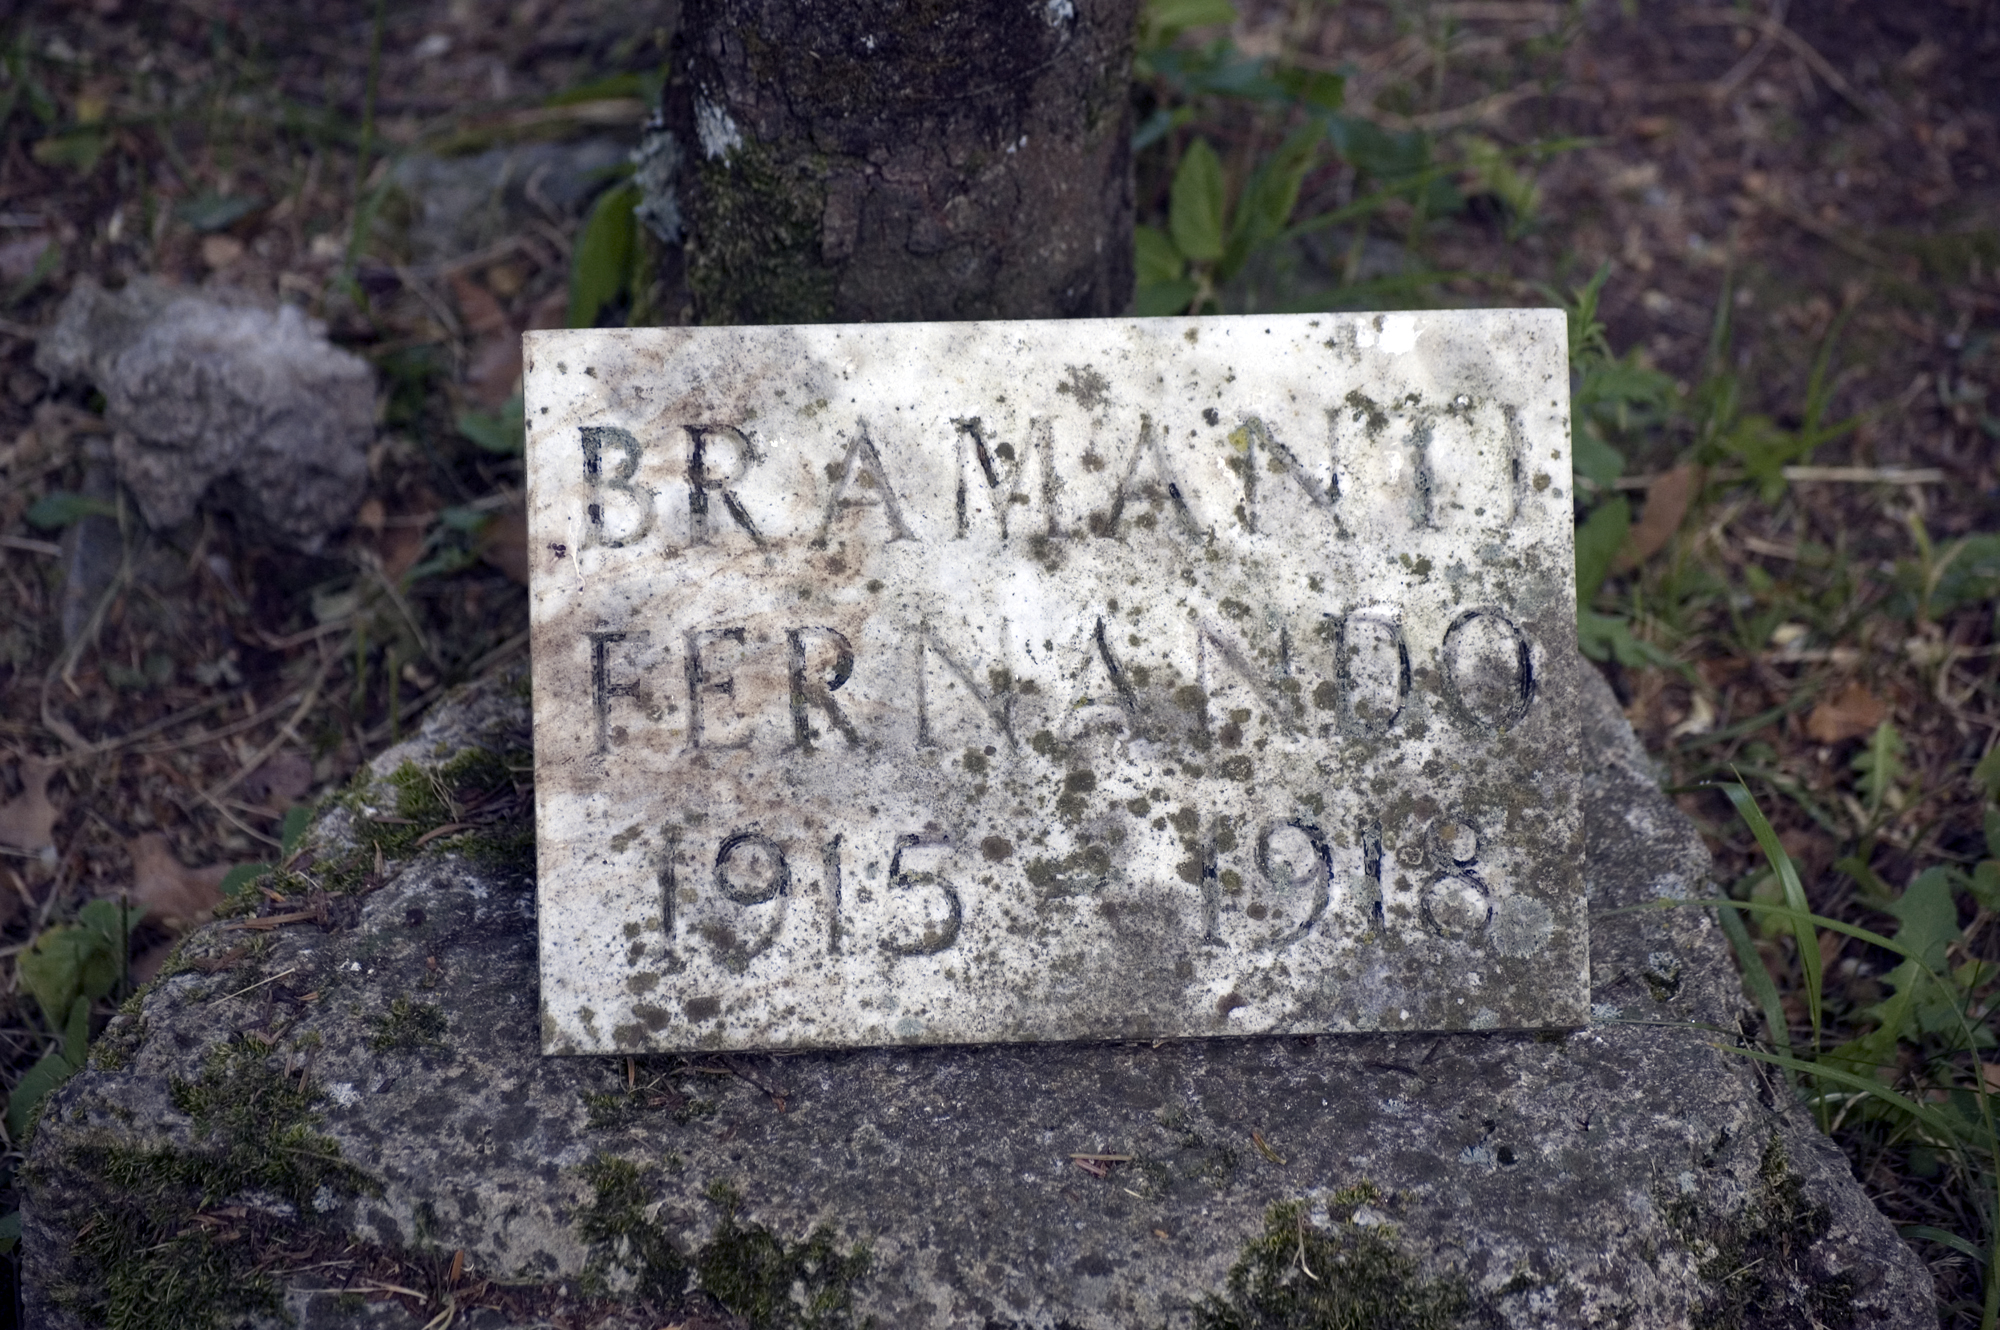 BRAMANTI
FERNANDO
1915 - 1918